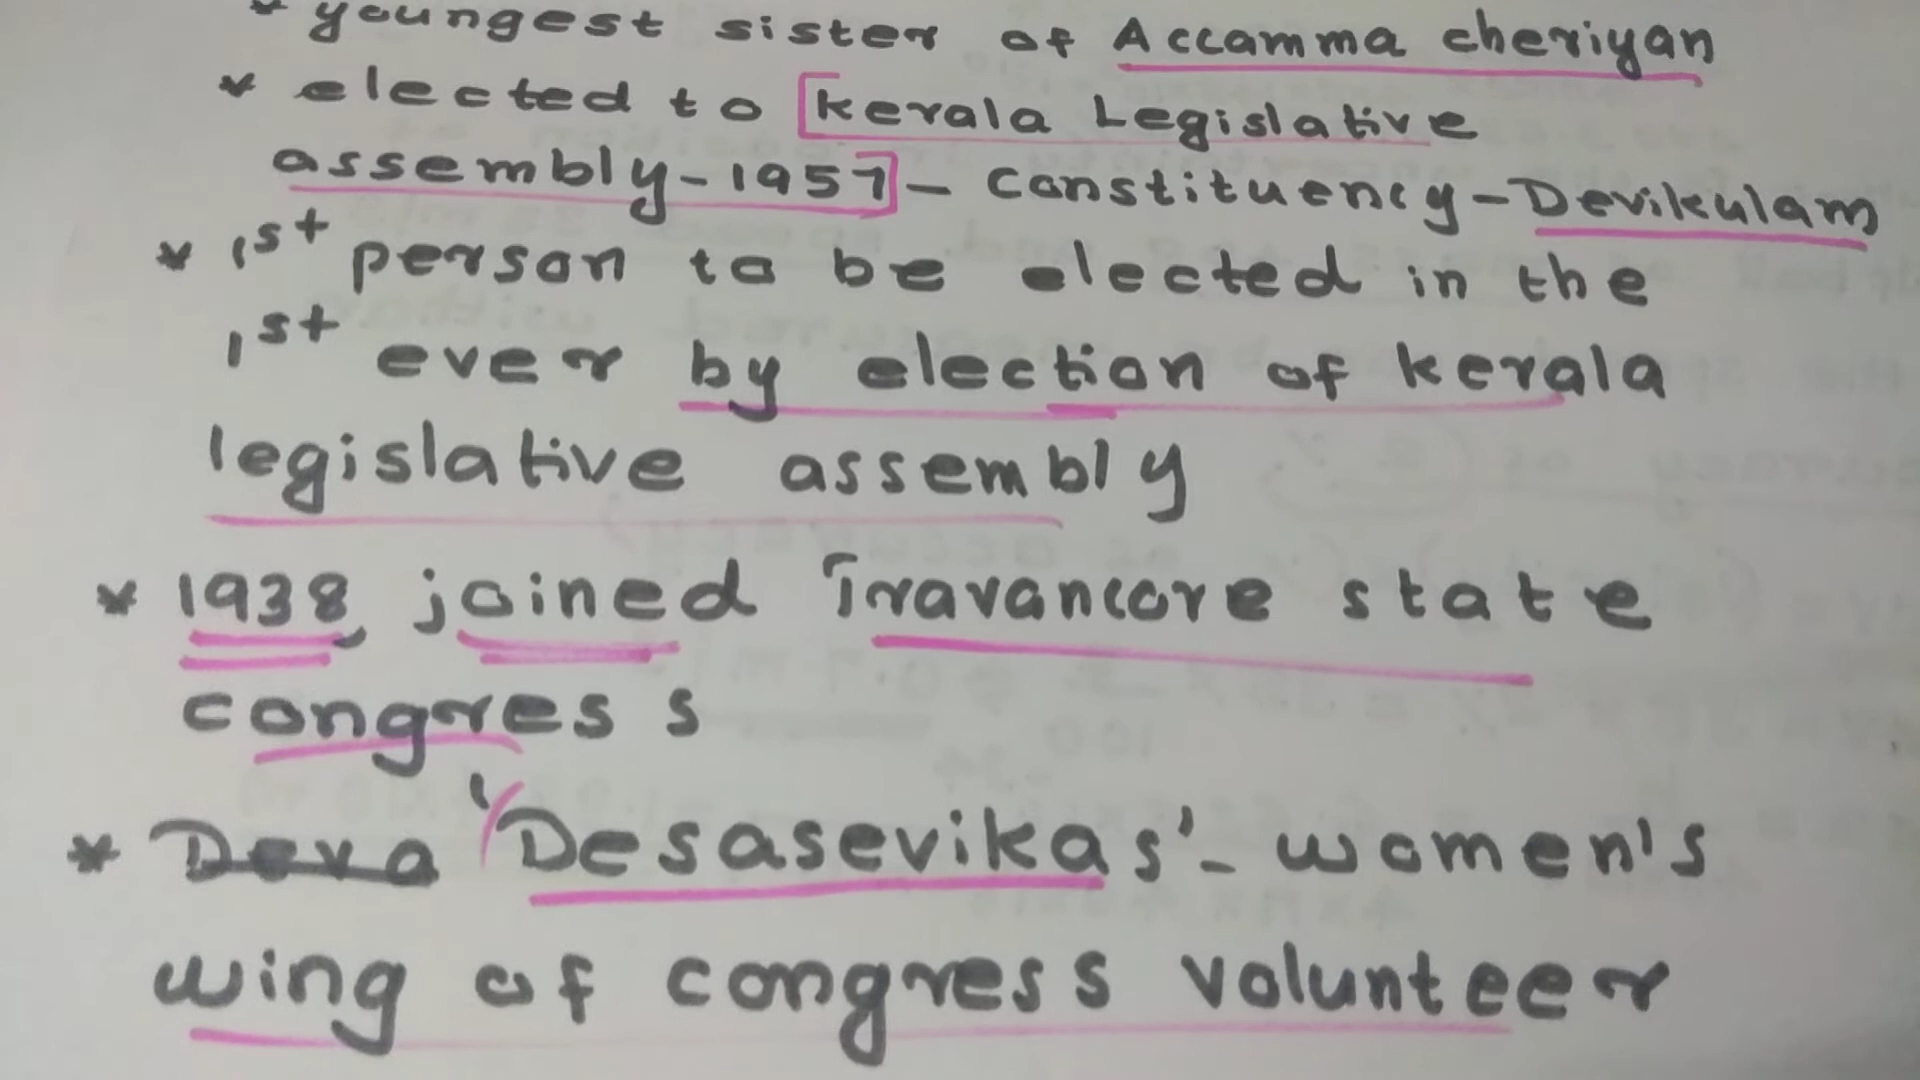 * youngest sister of Accamma cheriyan
* elected to kerala Legislative
assembly-1957 - constituency - Devikulam
* 1st person to be elected in the
1st ever by election of kerala
legislative assembly
* 1938, joined Travancore state
congress
* Deva 'Desasevikas' - women's
wing of congress volunteer